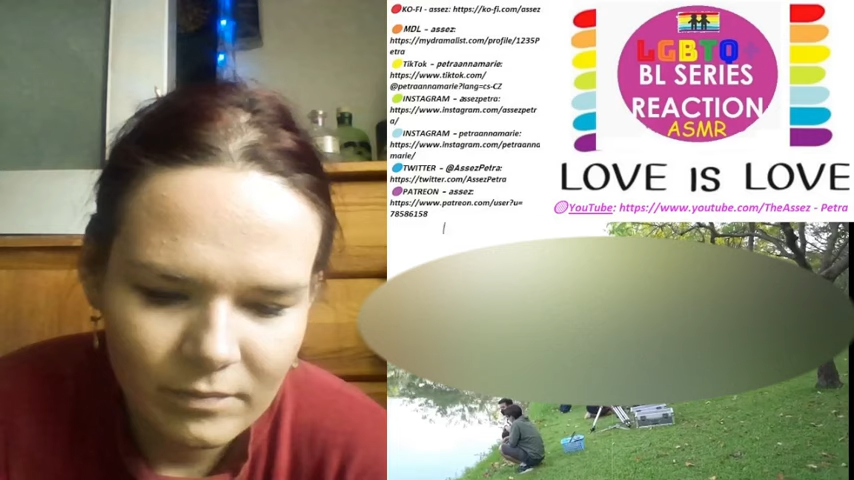 KO-FI - assez: https://ko-fi.com/assez
MDL - assez:
https://mydramalist.com/profile/1235P
etra
TikTok - petraannamarie:
https://www.tiktok.com/
@petraannamarie?lang=cs-CZ
INSTAGRAM - assezpetra:
https://www.instagram.com/assezpetr
a/
INSTAGRAM - petraannamarie:
https://www.instagram.com/petraanna
marie/
TWITTER - @AssezPetra:
https://twitter.com/AssezPetra
PATREON - assez:
https://www.patreon.com/user?u=
78586158
LGBTQ+
BL SERIES
REACTION
ASMR
LOVE IS LOVE
YouTube: https://www.youtube.com/TheAssez - Petra